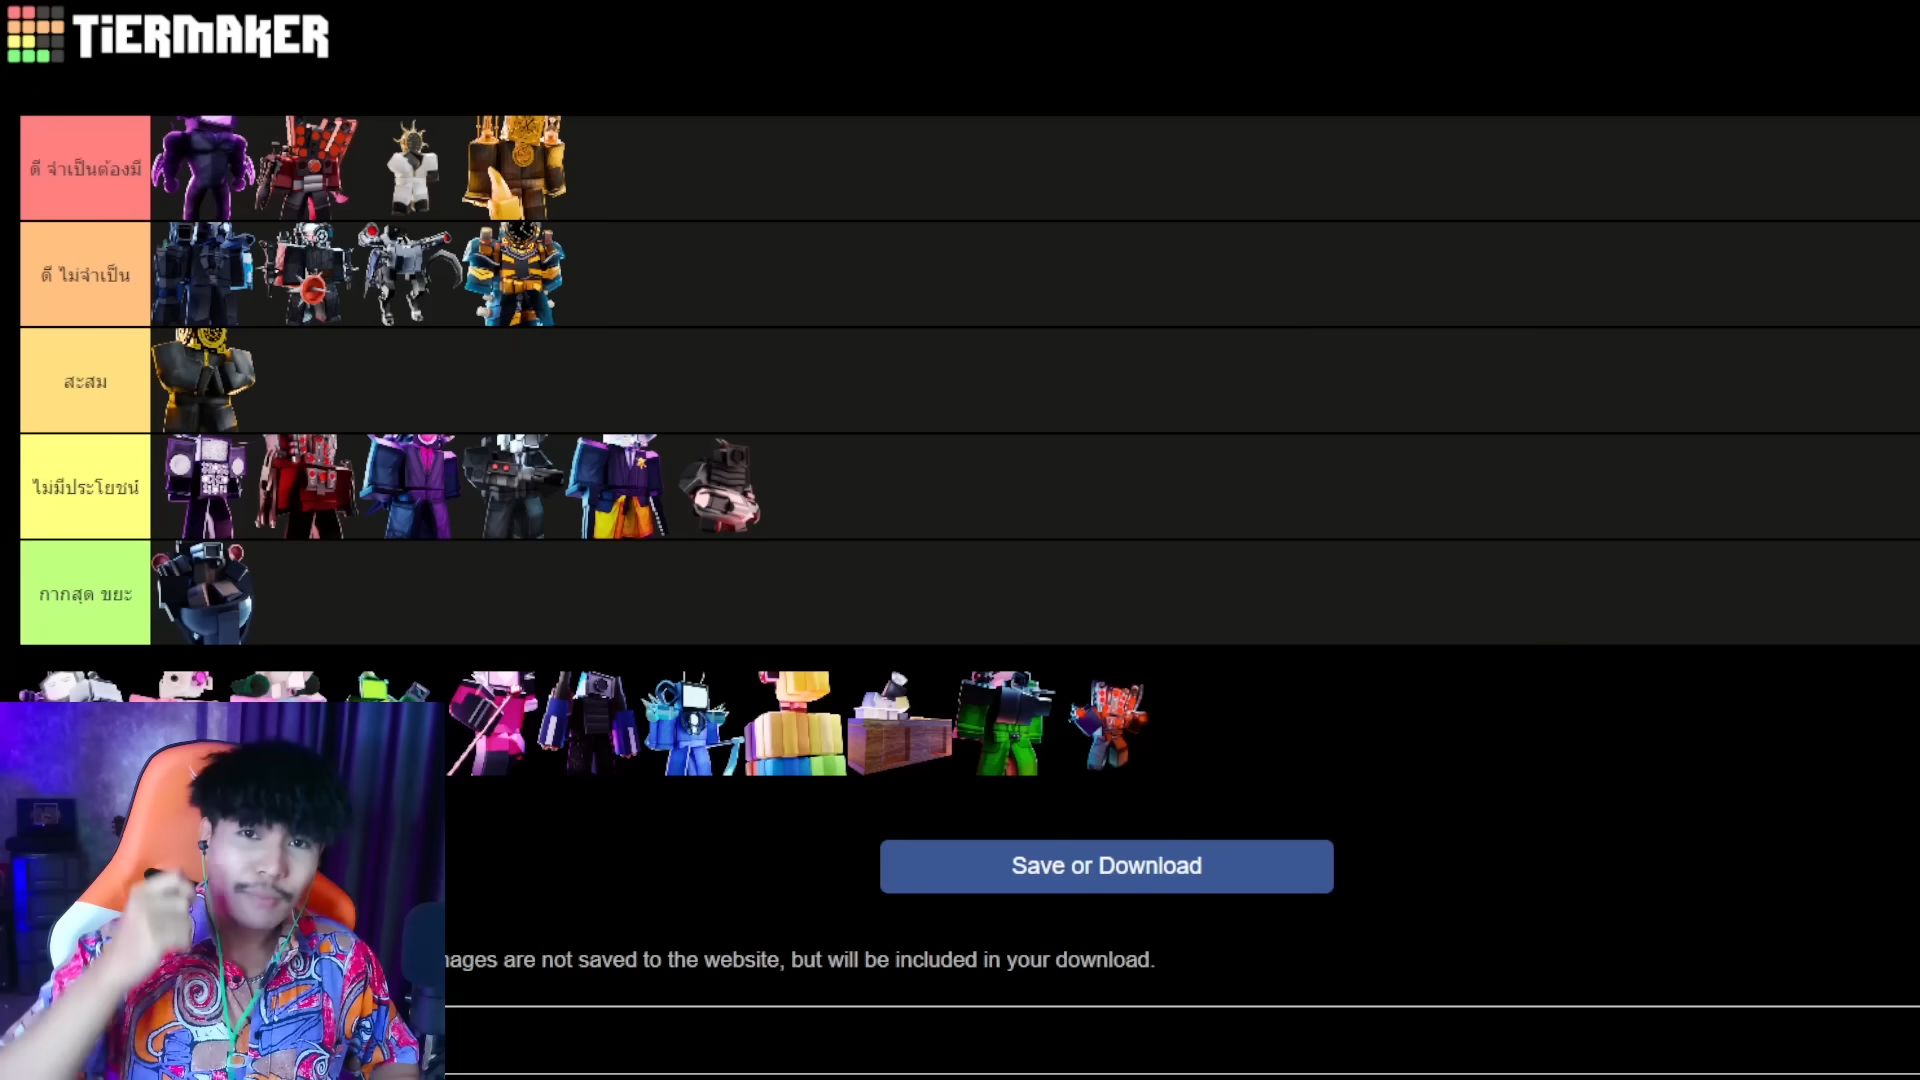 TiERMAKER
ดี จำเป็นต้องมี
ดี ไม่จำเป็น
สะสม
ไม่มีประโยชน์
กากสุด ขยะ
Save or Download
ages are not saved to the website, but will be included in your download.